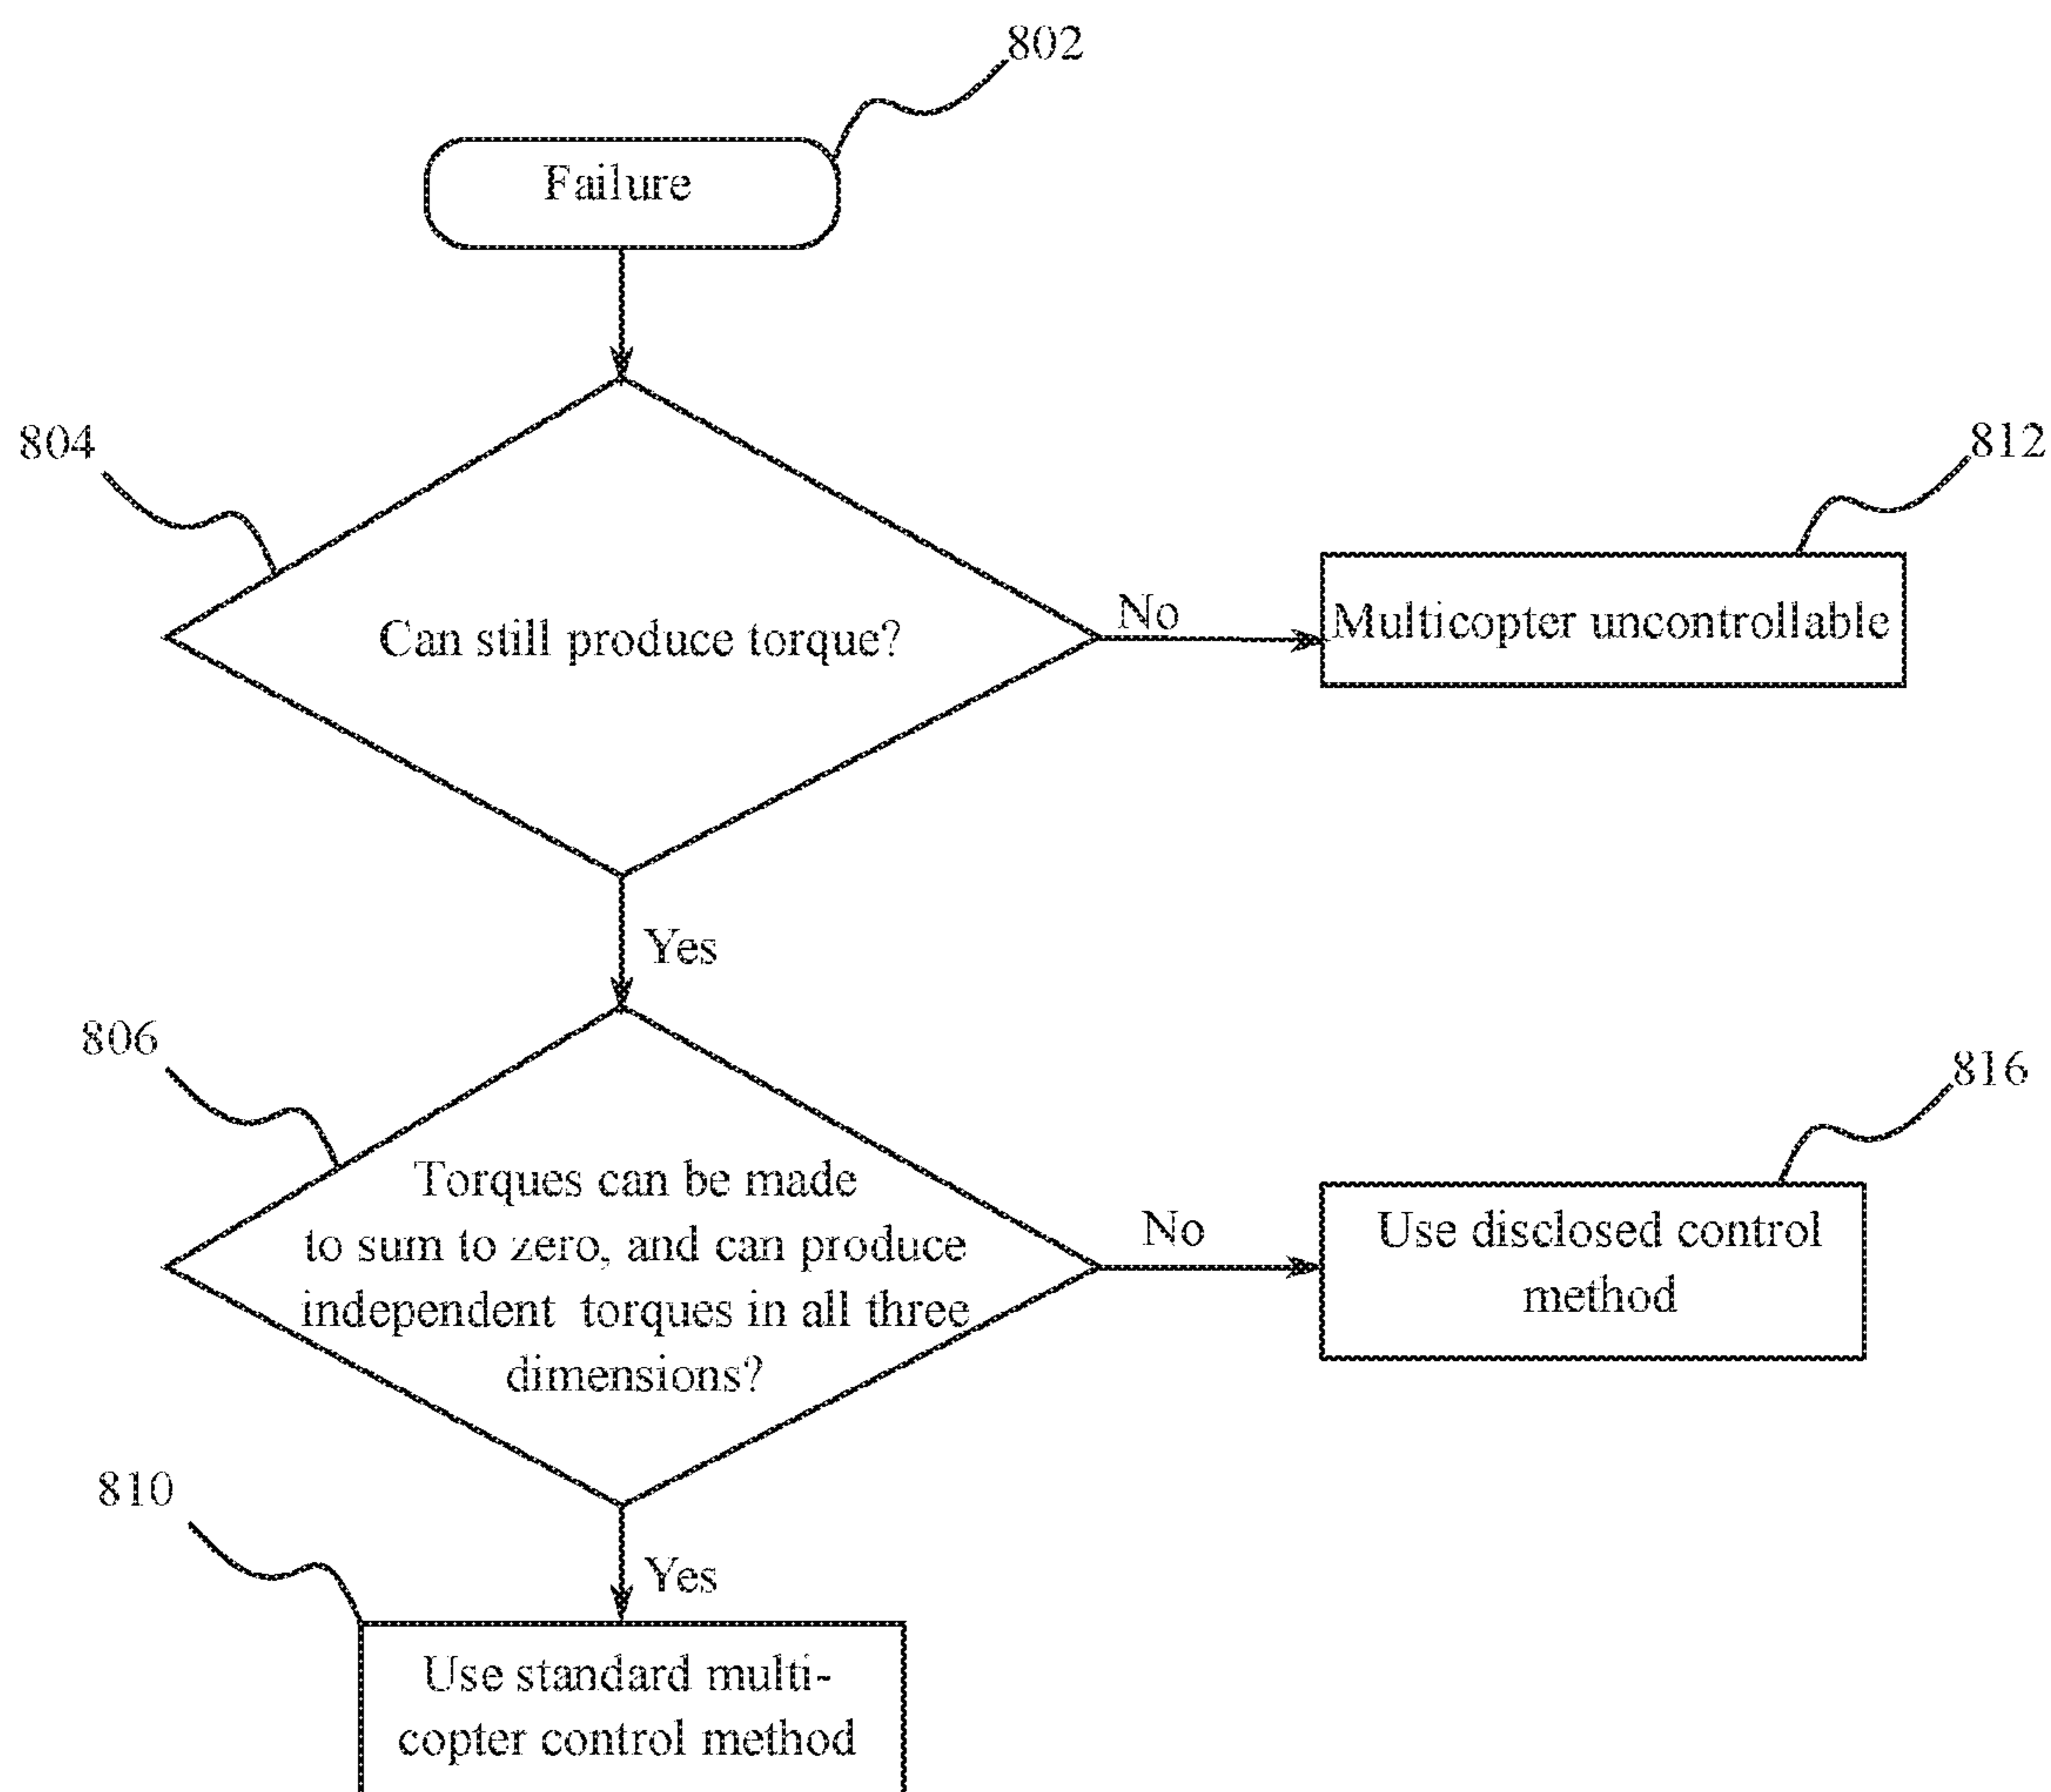 802
Failure
804
812
Can still produce torque?
No
Multicopter uncontrollable
Yes
806
816
Torques can be made
to sum to zero, and can produce
independent torques in all three
dimensions?
No
Use disclosed control
method
810
Yes
Use standard multi-
copter control method